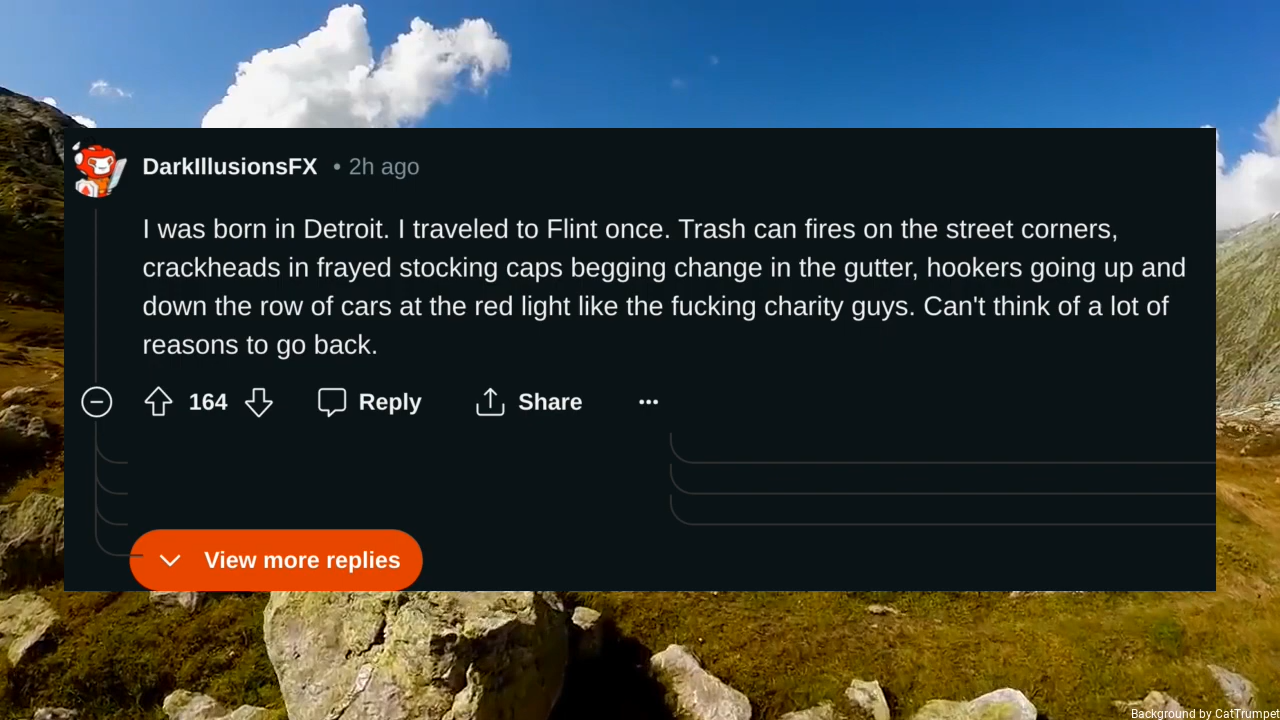 DarkIllusionsFX • 2h ago
I was born in Detroit. I traveled to Flint once. Trash can fires on the street corners,
crackheads in frayed stocking caps begging change in the gutter, hookers going up and
down the row of cars at the red light like the fucking charity guys. Can't think of a lot of
reasons to go back.
164 Reply Share ...
View more replies
Background by CatTrumpet